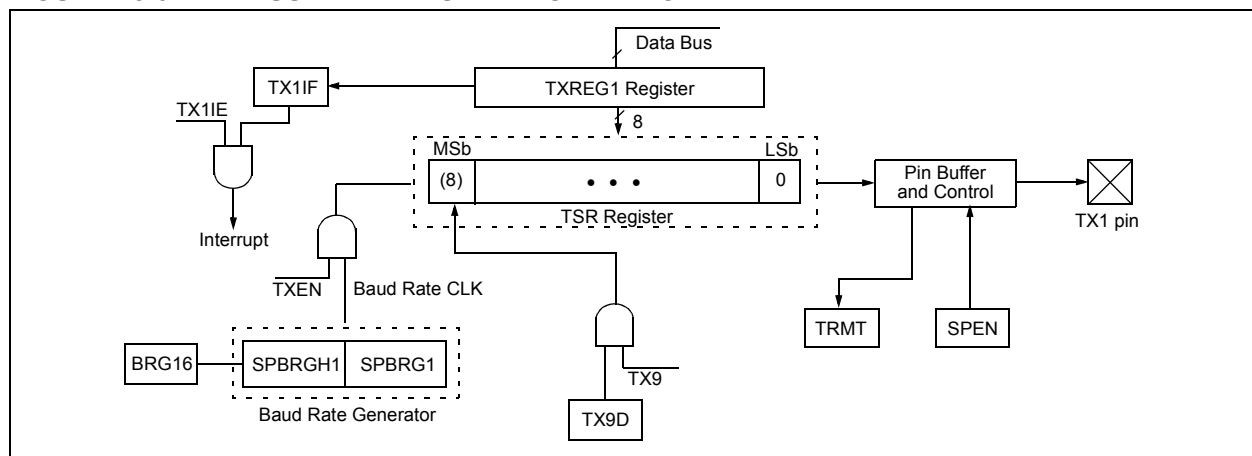 Data Bus
TX1IF
TXREG1 Register
TX1IE
8
MSb
LSb
(8)
• • •
0
Pin Buffer
and Control
TSR Register
TX1 pin
Interrupt
TXEN
Baud Rate CLK
TRMT
SPEN
BRG16
SPBRGH1
SPBRG1
TX9
Baud Rate Generator
TX9D